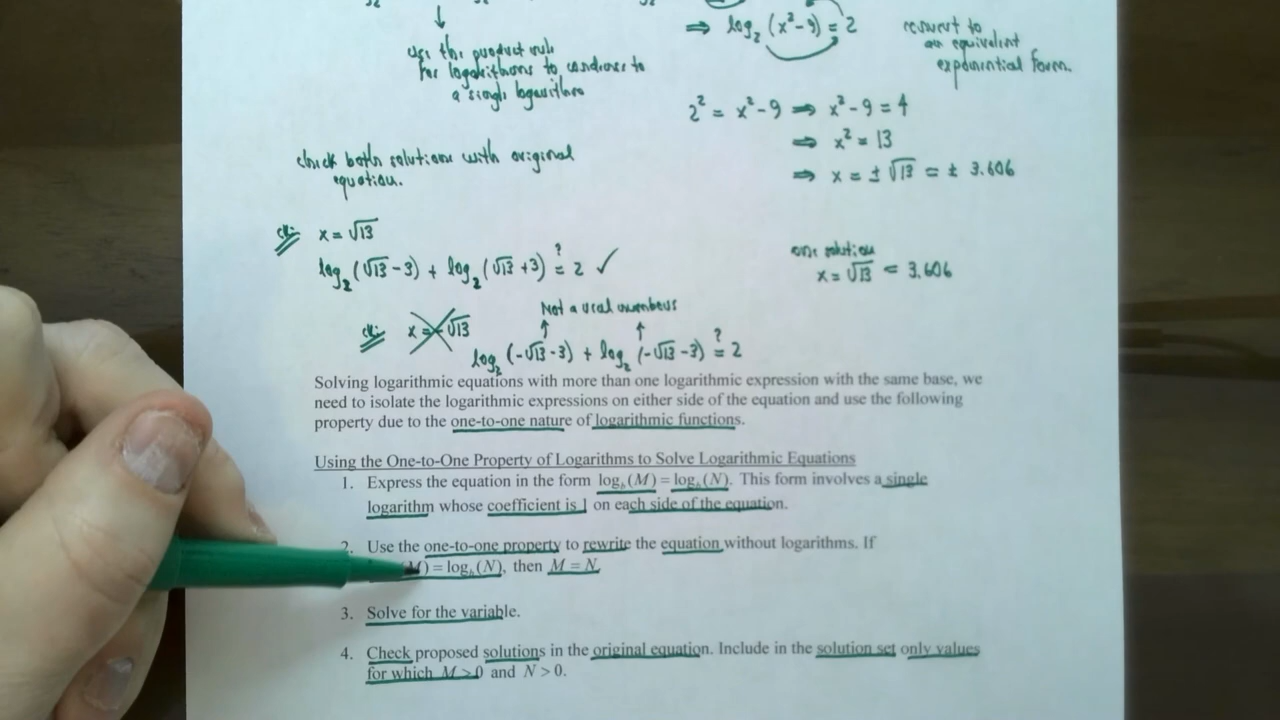 ⇒ log₂ (x²-9) = 2
convert to
an equivalent
exponential form.
use the product rule
for logarithms to condense to
a single logarithm
2² = x²-9 ⇒ x²-9 = 4
⇒ x² = 13
⇒ x = ± √13 = ± 3.606
check both solutions with original
equation.
ck: x = √13
log₂(√13-3) + log₂(√13+3) ≟ 2 ✓
one solution
x = √13 = 3.606
Not a real numbers
ck: x = -√13
log₂(-√13-3) + log₂(-√13-3) ≟ 2
Solving logarithmic equations with more than one logarithmic expression with the same base, we
need to isolate the logarithmic expressions on either side of the equation and use the following
property due to the one-to-one nature of logarithmic functions.
Using the One-to-One Property of Logarithms to Solve Logarithmic Equations
1. Express the equation in the form log_b(M) = log_b(N). This form involves a single
logarithm whose coefficient is 1 on each side of the equation.
2. Use the one-to-one property to rewrite the equation without logarithms. If
M) = log_b(N), then M = N.
3. Solve for the variable.
4. Check proposed solutions in the original equation. Include in the solution set only values
for which M > 0 and N > 0.